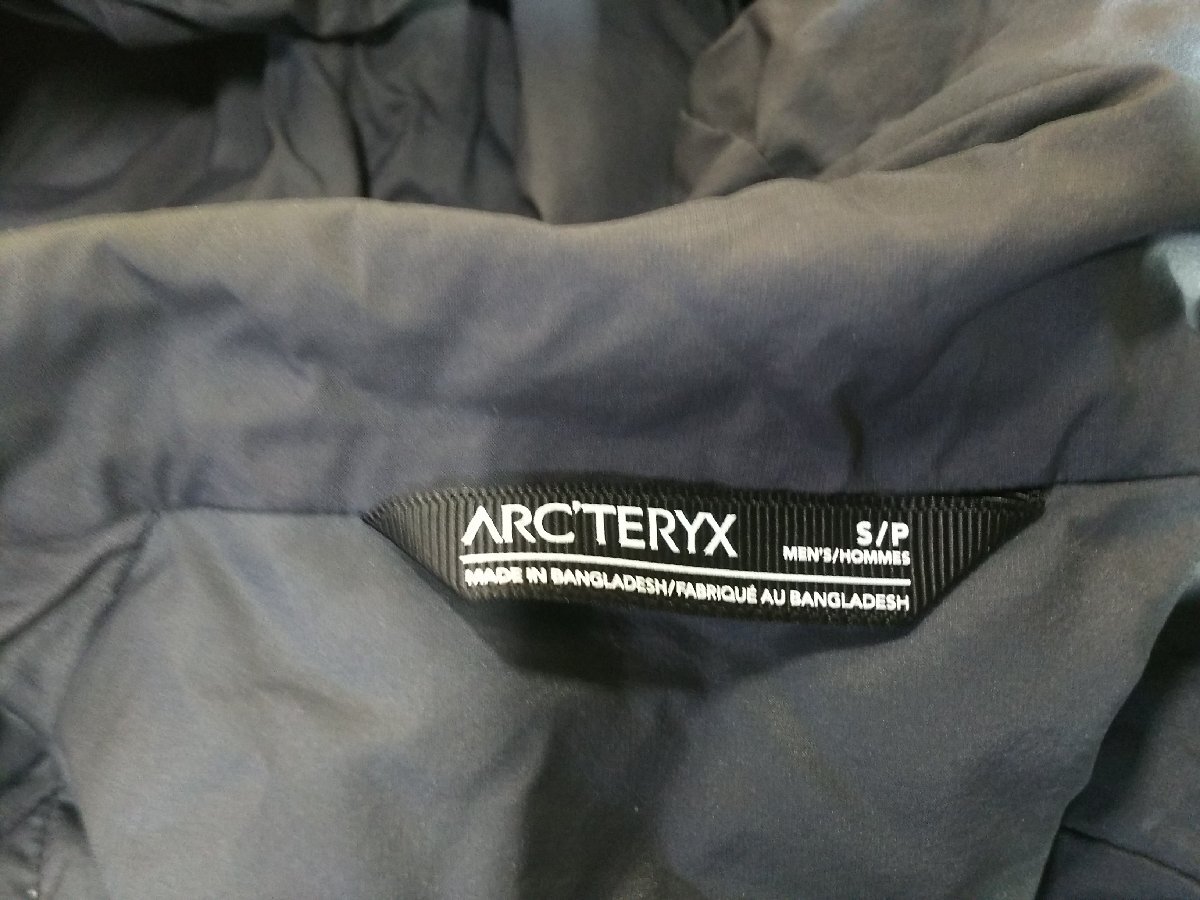 ARC'TERYX
S/P
MEN'S/HOMMES
MADE IN BANGLADESH/FABRIQUÉ AU BANGLADESH